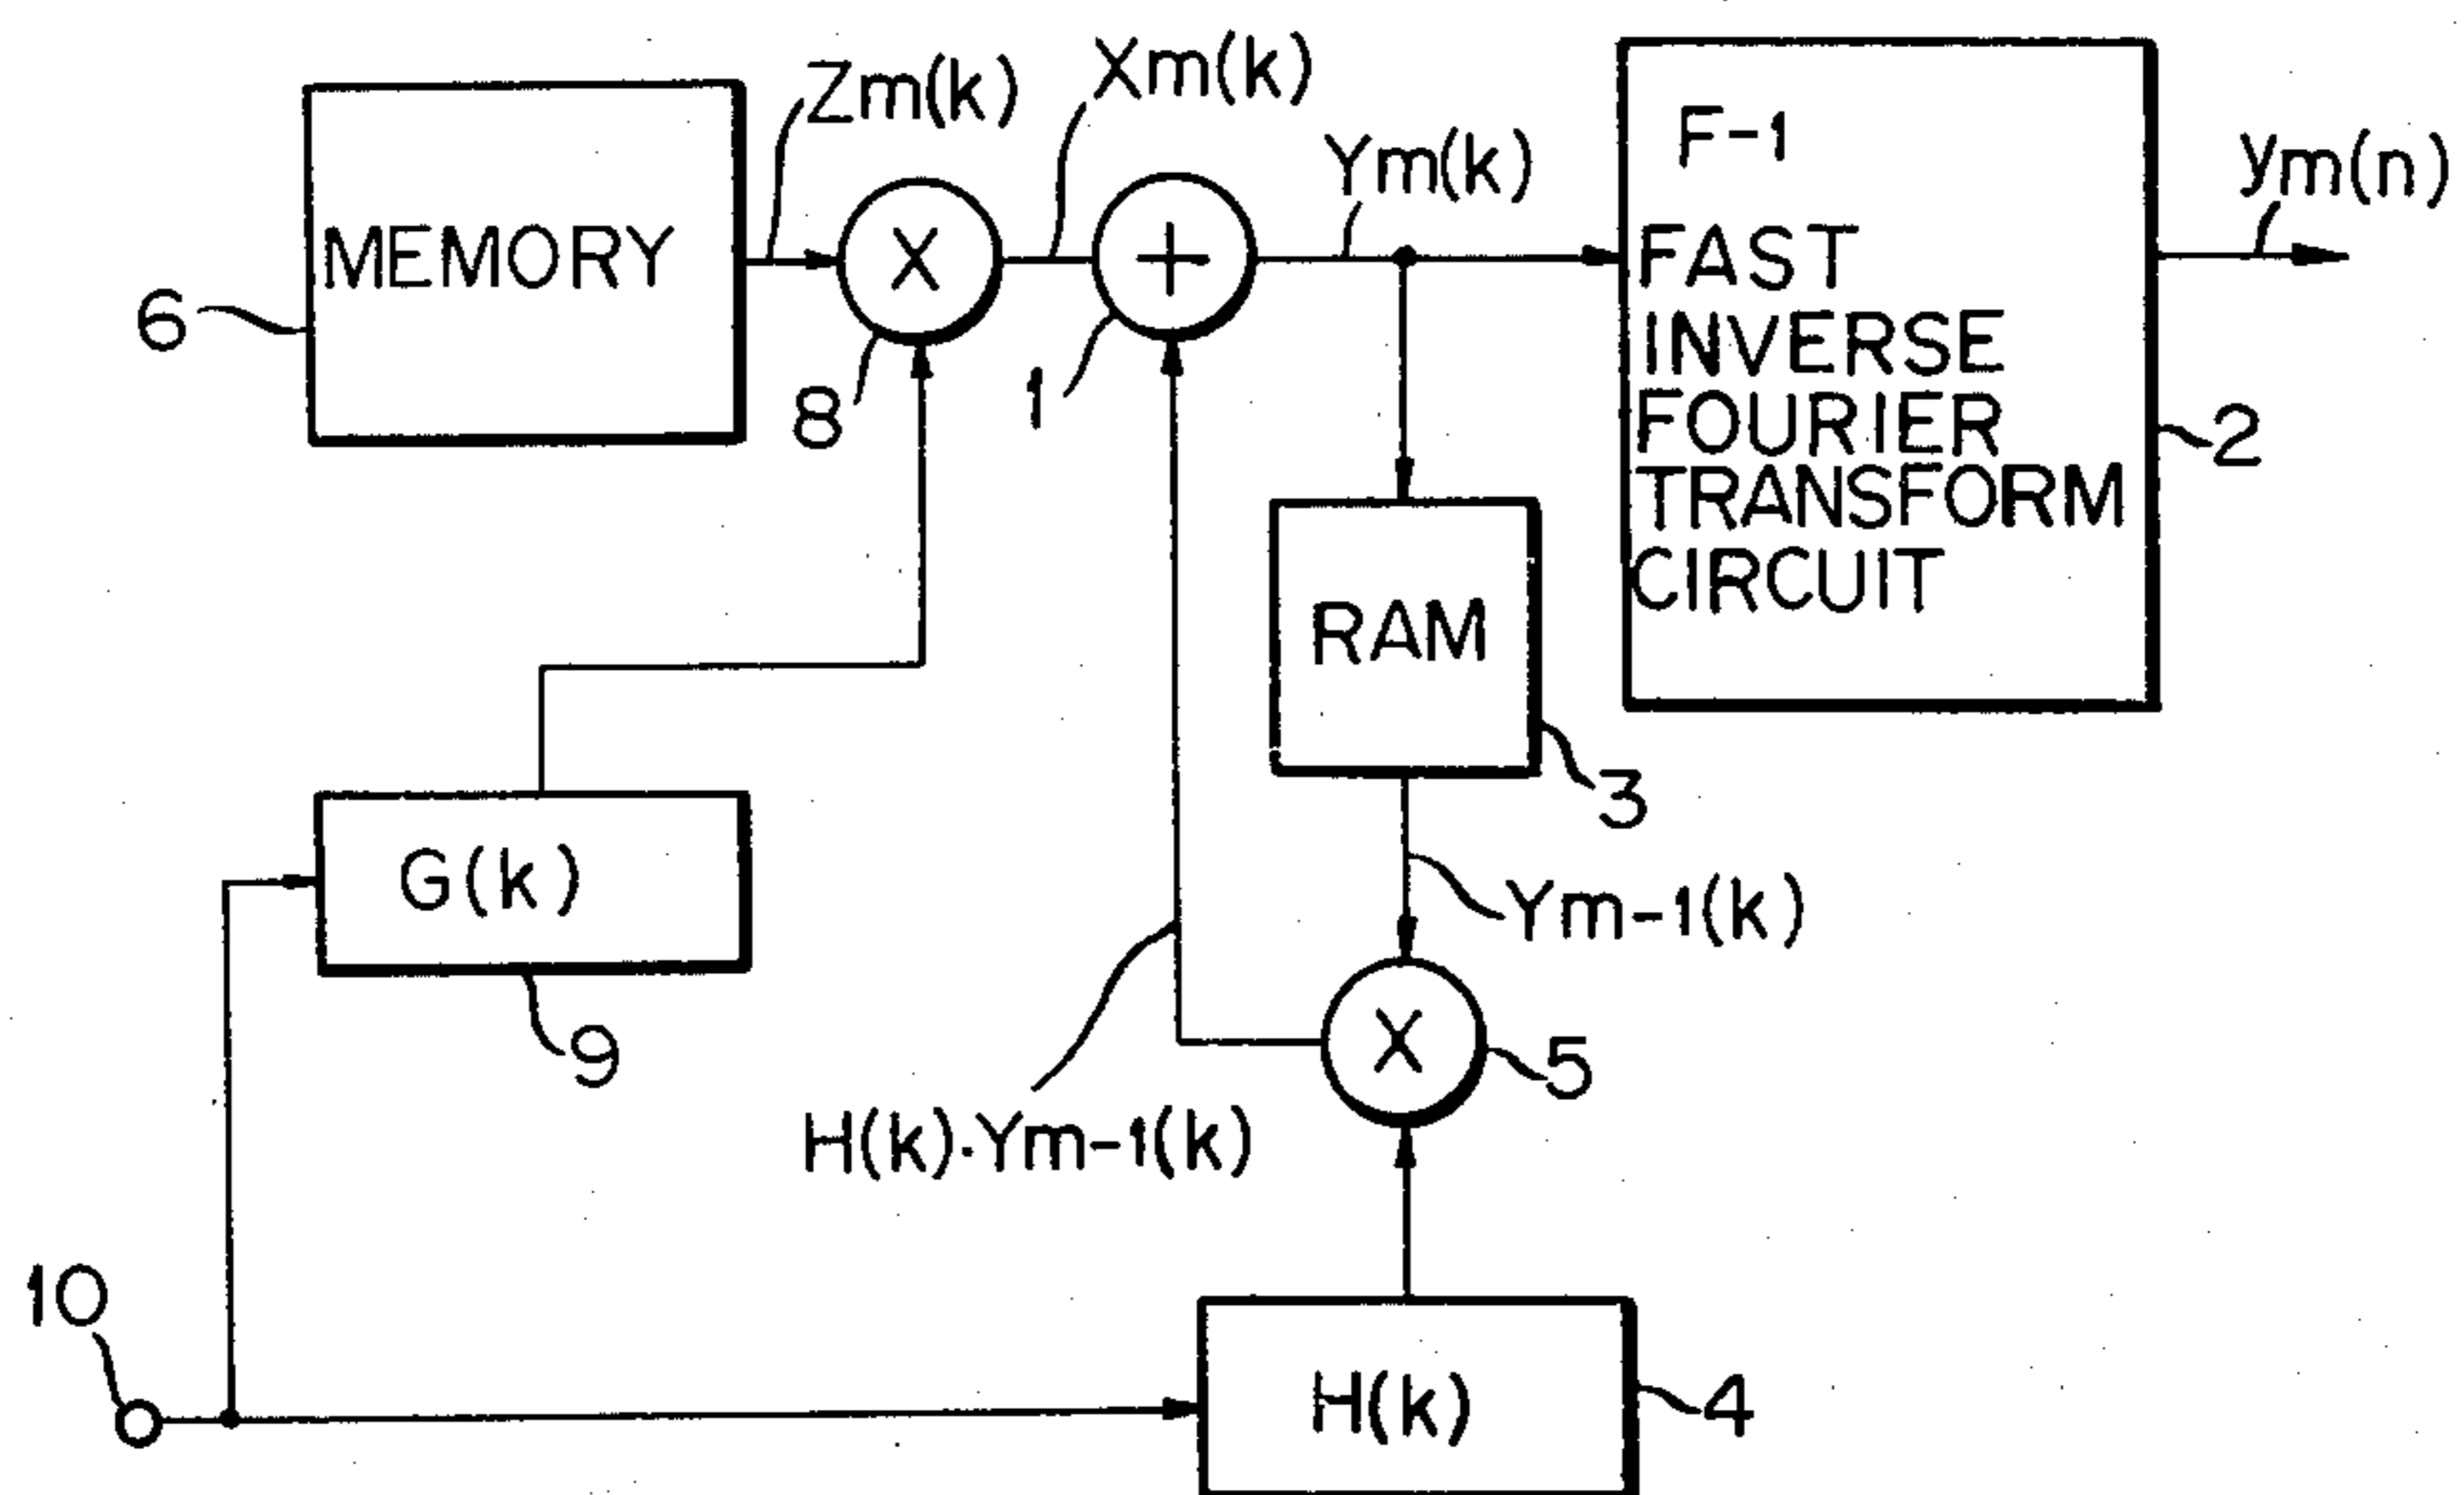 Zm(k)
Xm(k)
Ym(k)
ym(n)
MEMORY
X
+
F-1
FAST
INVERSE
FOURIER
TRANSFORM
CIRCUIT
6
8
1
2
RAM
3
G(k)
9
Ym-1(k)
X
5
H(k)·Ym-1(k)
10
H(k)
4